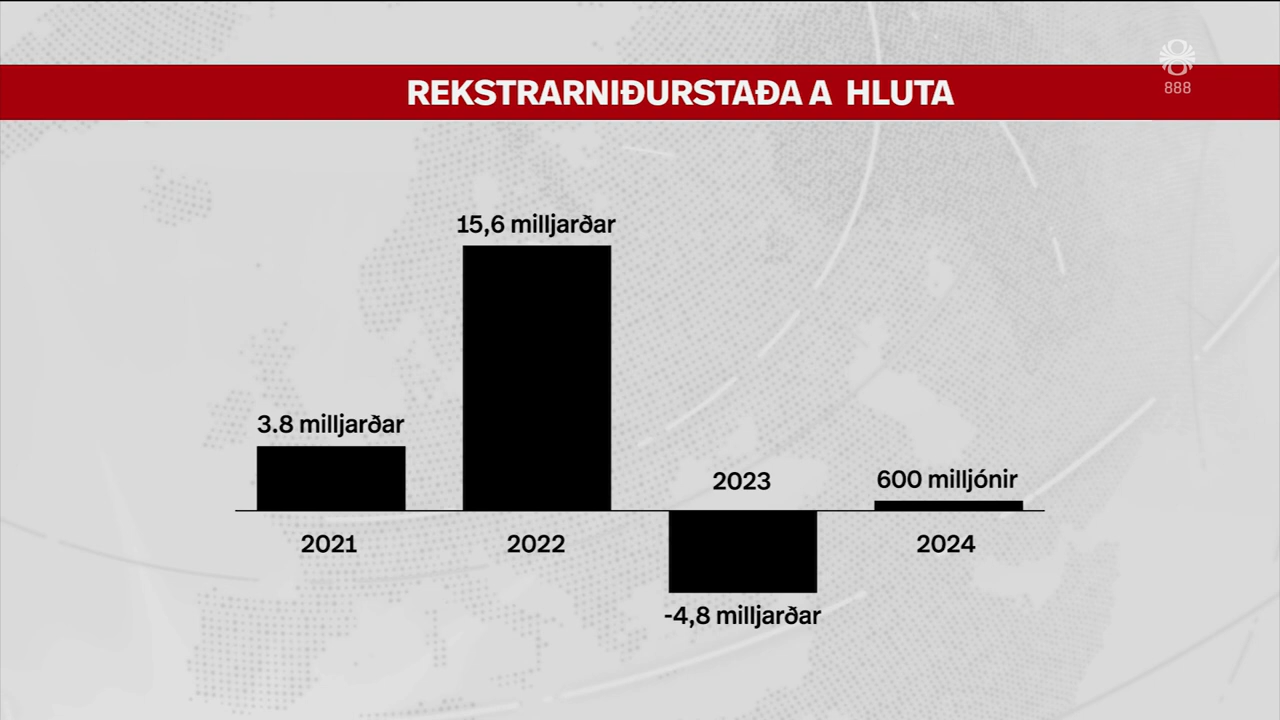 REKSTRARNIÐURSTAÐA A HLUTA
888
15,6 milljarðar
3.8 milljarðar
2023
600 milljónir
2021
2022
2024
-4,8 milljarðar